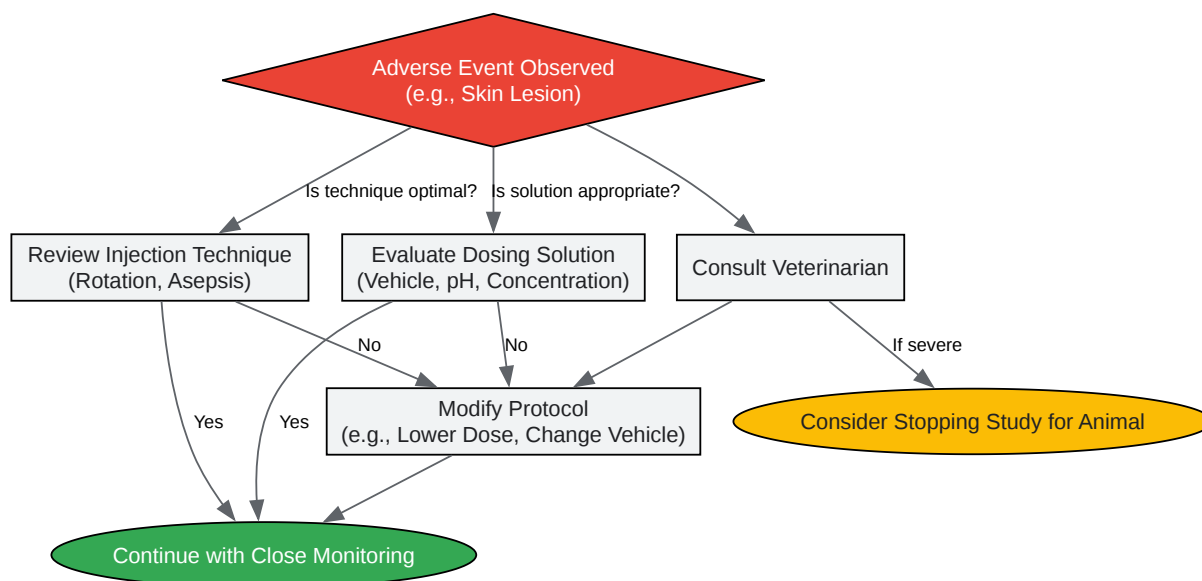 Adverse Event Observed
(e.g., Skin Lesion)
Is technique optimal?
Is solution appropriate?
Review Injection Technique
(Rotation, Asepsis)
Evaluate Dosing Solution
(Vehicle, pH, Concentration)
Consult Veterinarian
No
No
If severe
Yes
Yes
Modify Protocol
(e.g., Lower Dose, Change Vehicle)
Consider Stopping Study for Animal
Continue with Close Monitoring